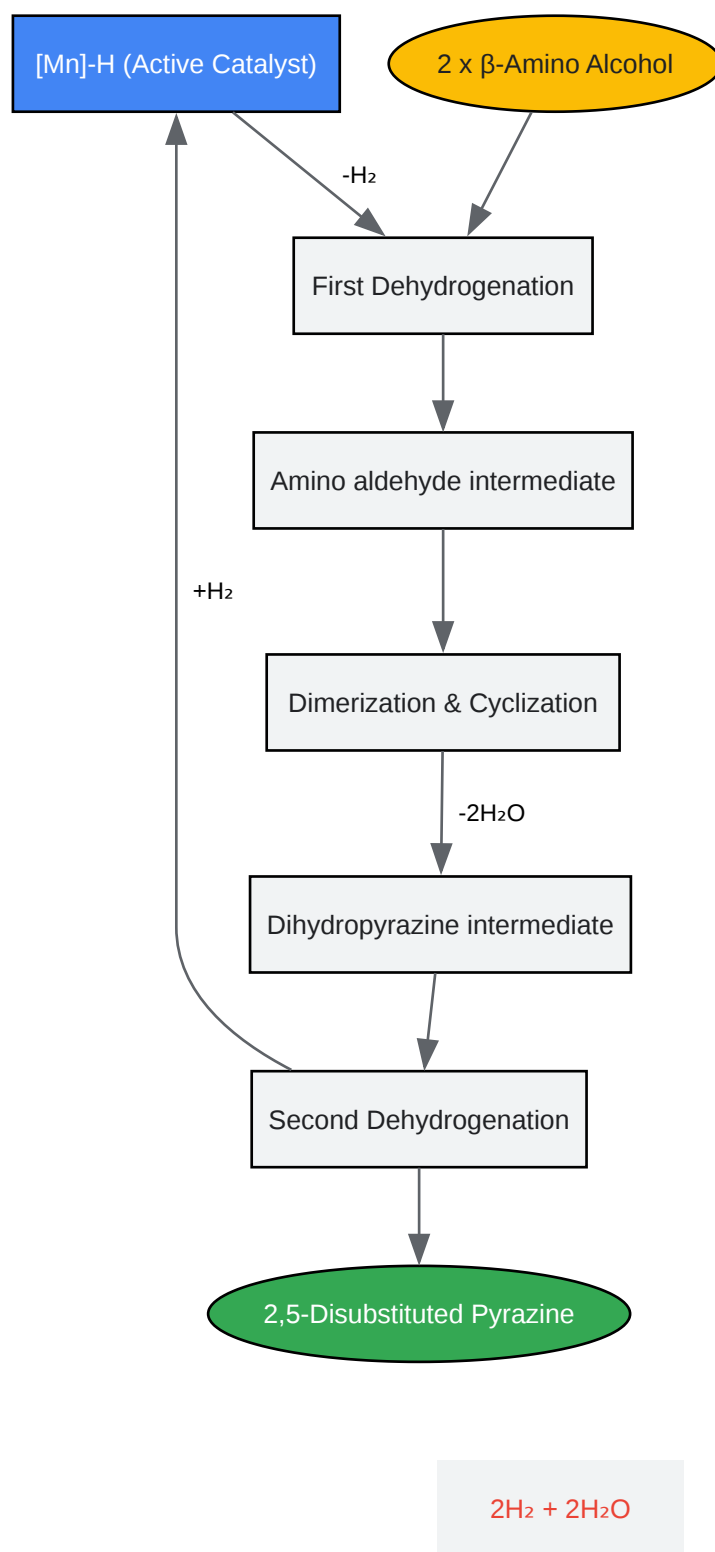 [Mn]-H (Active Catalyst)
2 x β-Amino Alcohol
-H₂
First Dehydrogenation
Amino aldehyde intermediate
+H₂
Dimerization & Cyclization
-2H₂O
Dihydropyrazine intermediate
Second Dehydrogenation
2,5-Disubstituted Pyrazine
2H₂ + 2H₂O